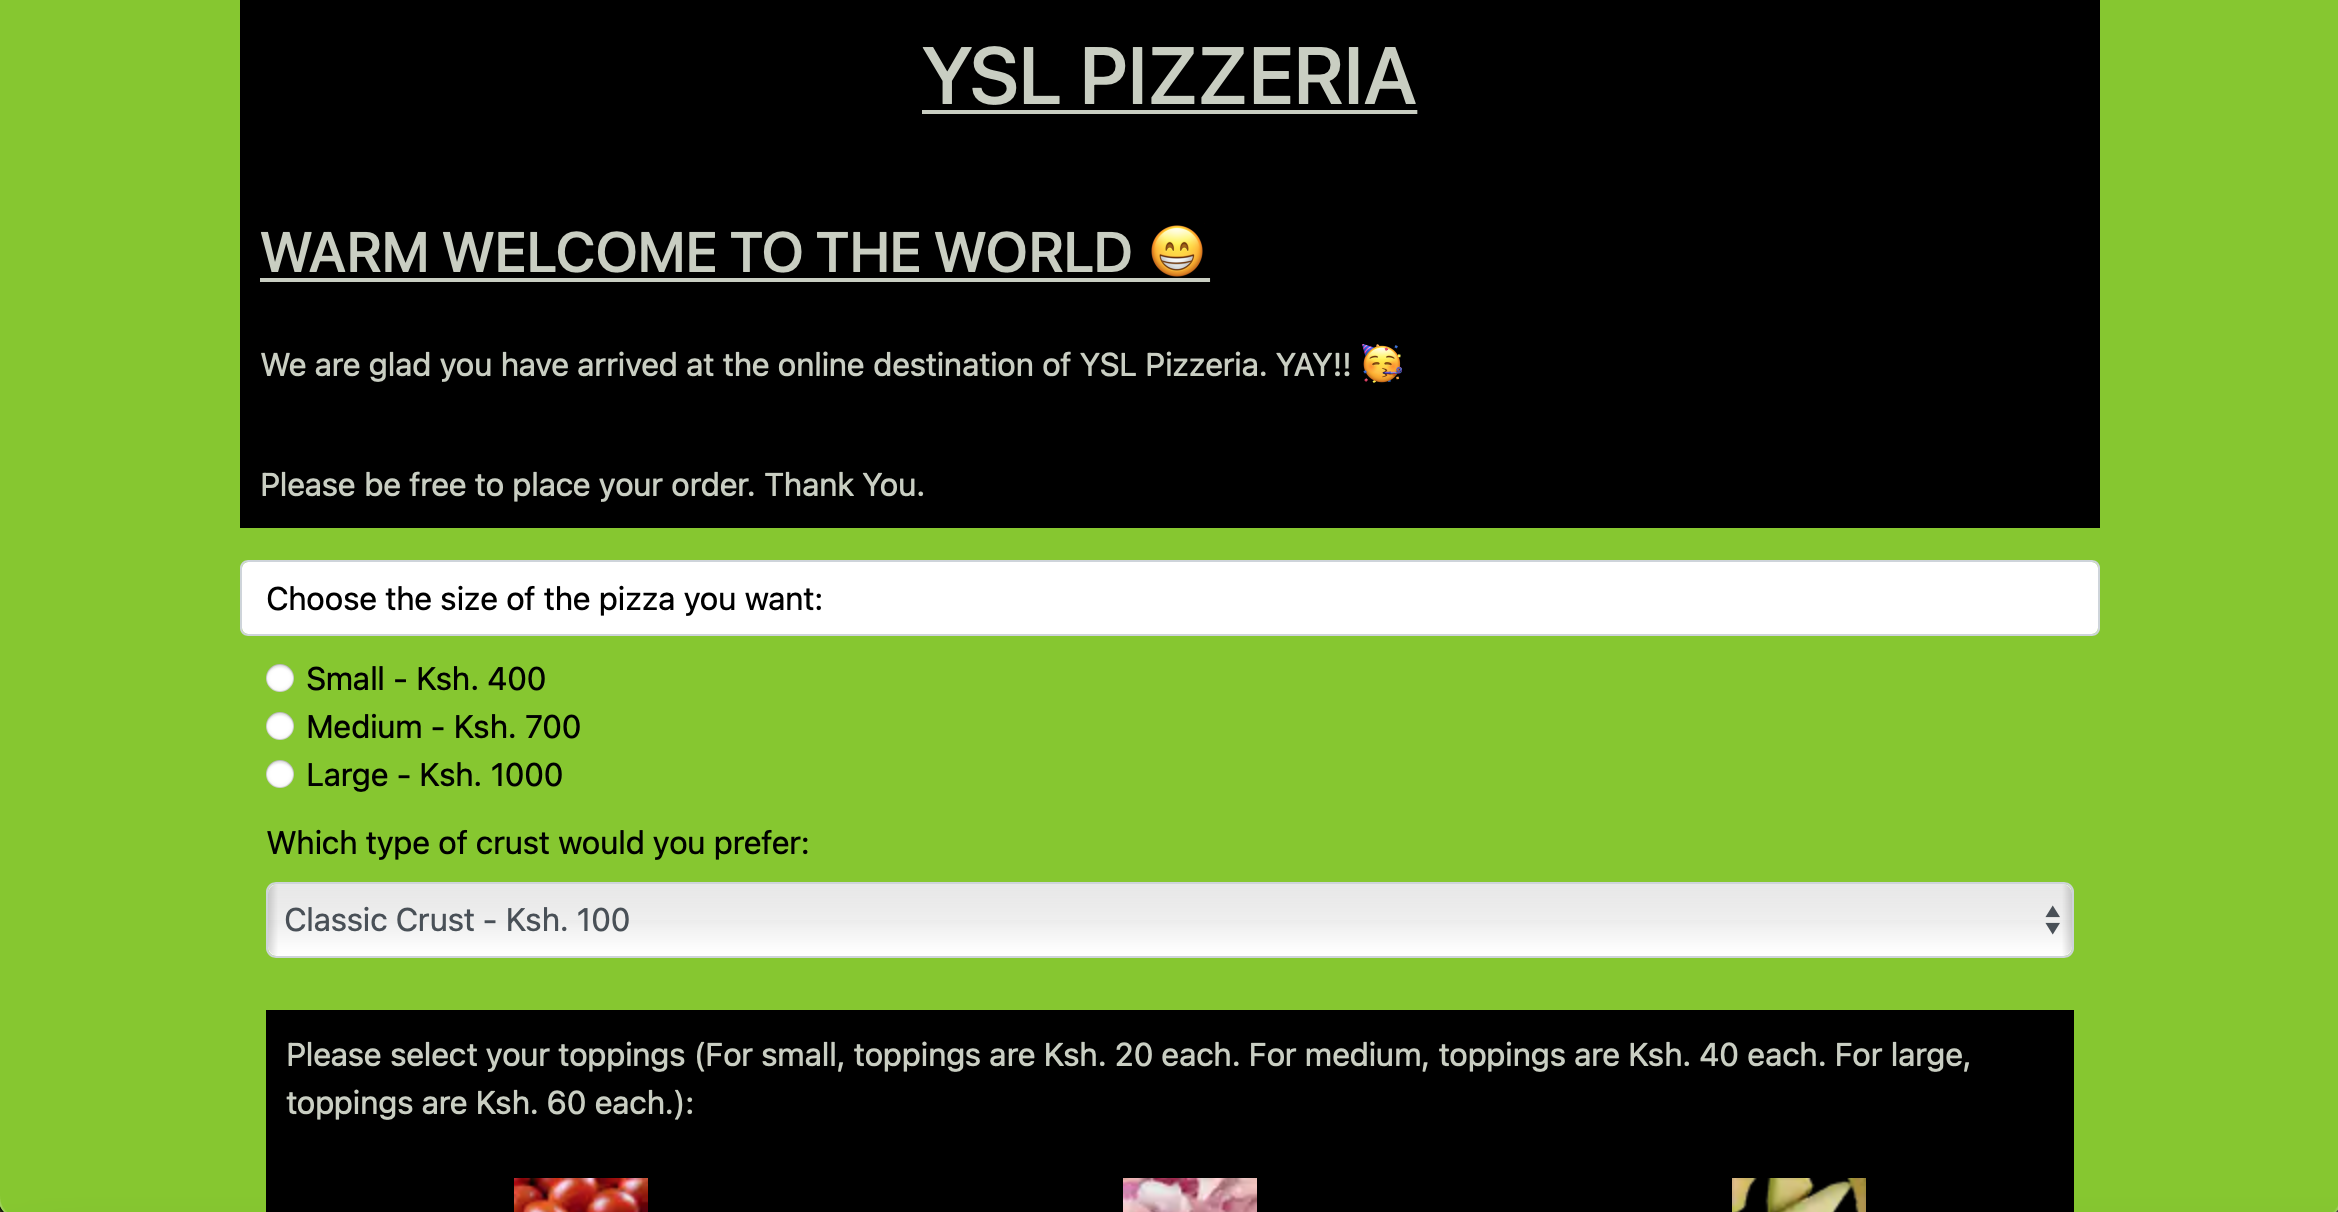 YSL PIZZERIA
WARM WELCOME TO THE WORLD 😁
We are glad you have arrived at the online destination of YSL Pizzeria. YAY!! 🥳
Please be free to place your order. Thank You.
Choose the size of the pizza you want:
Small - Ksh. 400
Medium - Ksh. 700
Large - Ksh. 1000
Which type of crust would you prefer:
Classic Crust - Ksh. 100
Please select your toppings (For small, toppings are Ksh. 20 each. For medium, toppings are Ksh. 40 each. For large,
toppings are Ksh. 60 each.):